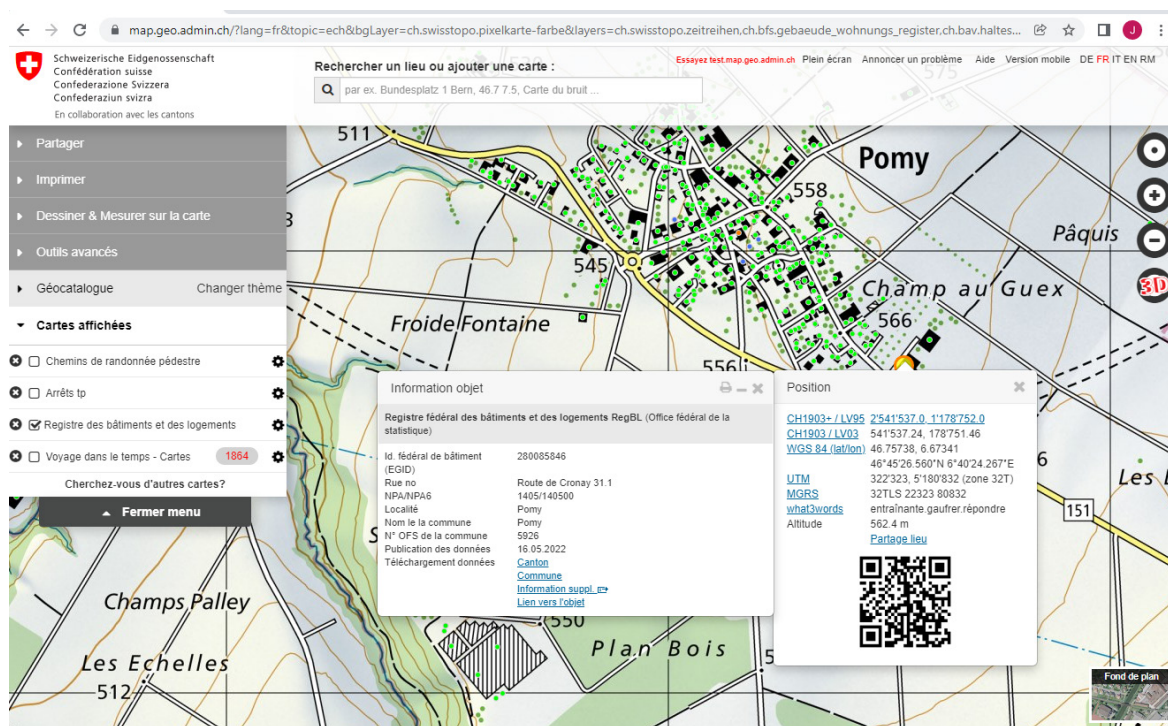 map.geo.admin.ch/?lang=fr&topic=ech&bgLayer=ch.swisstopo.pixelkarte-farbe&layers=ch.swisstopo.zeitreihen,ch.bfs.gebaeude_wohnungs_register,ch.bav.haltes...
J
Schweizerische Eidgenossenschaft
Confédération suisse
Confederazione Svizzera
Confederaziun svizra
En collaboration avec les cantons
Rechercher un lieu ou ajouter une carte :
par ex. Bundesplatz 1 Bern, 46.7 7.5, Carte du bruit ...
Essayez test.map.geo.admin.ch Plein écran Annoncer un problème Aide Version mobile DE FR IT EN RM
575
Partager
Imprimer
Dessiner & Mesurer sur la carte
Outils avancés
Géocatalogue Changer thème
Cartes affichées
Chemins de randonnée pédestre
Arrêts tp
Registre des bâtiments et des logements
Voyage dans le temps - Cartes 1864
Cherchez-vous d'autres cartes?
Fermer menu
511
Pomy
558
3
Pâquis
545
3D
Champ au Guex
Froide Fontaine
566
556
Information objet
Registre fédéral des bâtiments et des logements RegBL (Office fédéral de la
statistique)
Id. fédéral de bâtiment 280085846
(EGID)
Rue no Route de Cronay 31.1
NPA/NPA6 1405/140500
Localité Pomy
Nom le la commune Pomy
N° OFS de la commune 5926
Publication des données 16.05.2022
Téléchargement données Canton
Commune
Information suppl.
Lien vers l'objet
Position
CH1903+ / LV95 2'541'537.0, 1'178'752.0
CH1903 / LV03 541'537.24, 178'751.46
WGS 84 (lat/lon) 46.75738, 6.67341
46°45'26.560"N 6°40'24.267"E
UTM 322'323, 5'180'832 (zone 32T)
MGRS 32TLS 22323 80832
what3words entraînante.gaufrer.répondre
Altitude 562.4 m
Partage lieu
6
Les
151
S
Champs Palley
550
Plan Bois
5
Les Echelles
512
Fond de plan